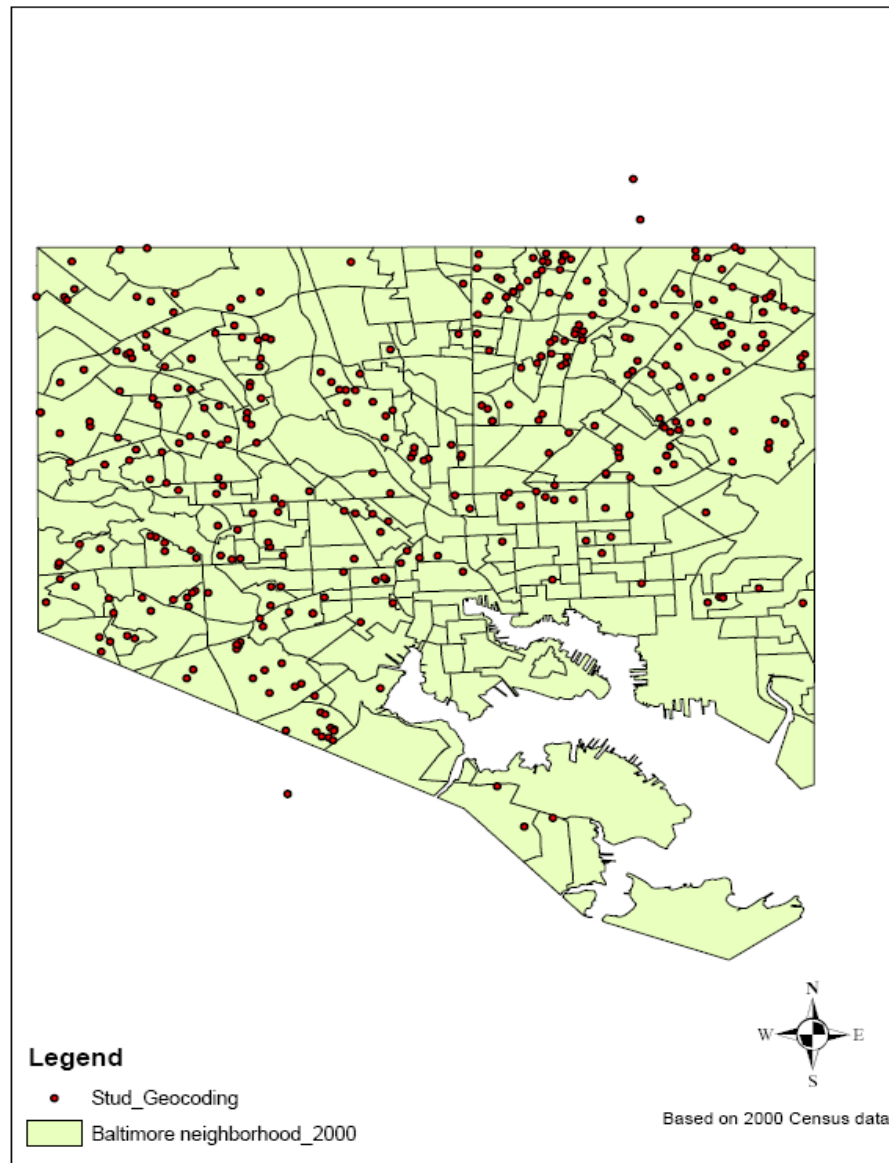 N
W E
S
Legend
Stud_Geocoding
Baltimore neighborhood_2000
Based on 2000 Census data